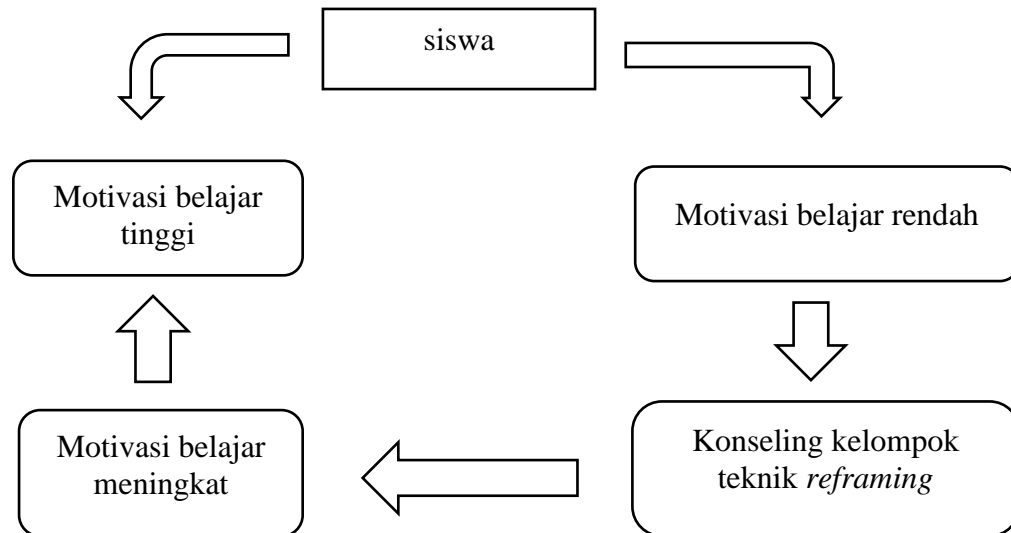 siswa
Motivasi belajar
tinggi
Motivasi belajar rendah
Motivasi belajar
meningkat
Konseling kelompok
teknik reframing